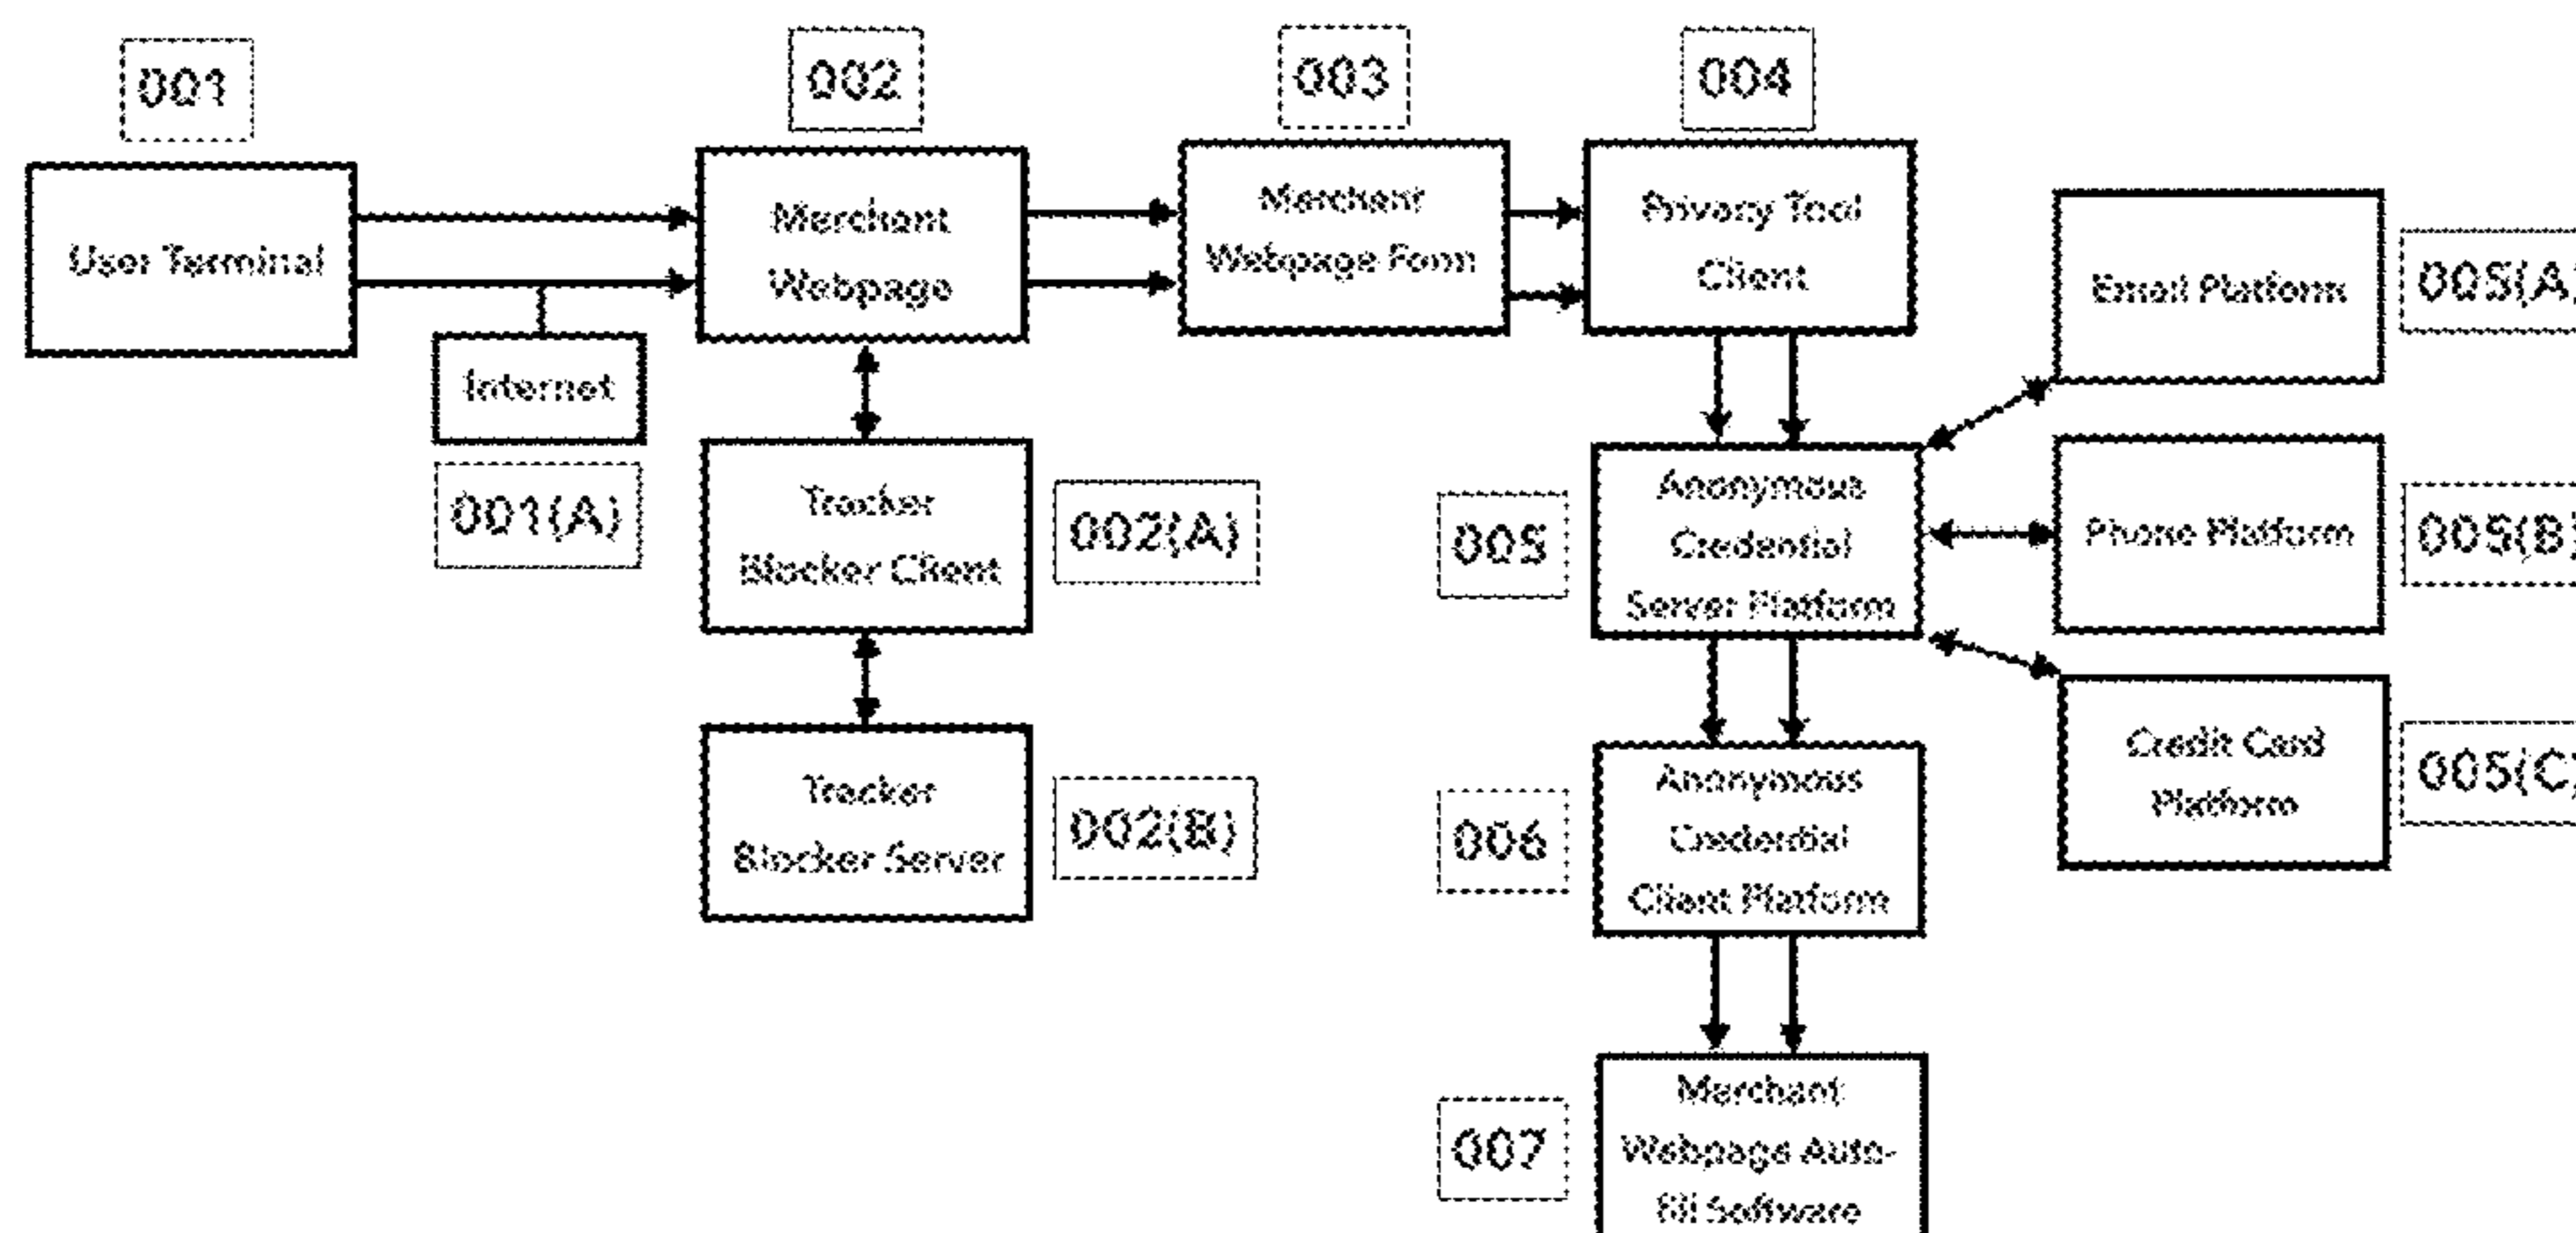 001
002
003
004
User Terminal
Merchant
Webpage
Merchant
Webpage Form
Privacy Tool
Client
Internet
001(A)
Tracker
Blocker Client
002(A)
Tracker
Blocker Server
002(B)
005
Anonymous
Credential
Server Platform
Email Platform
005(A)
Phone Platform
005(B)
Credit Card
Platform
005(C)
006
Anonymous
Credential
Client Platform
007
Merchant
Webpage Auto-
fill Software